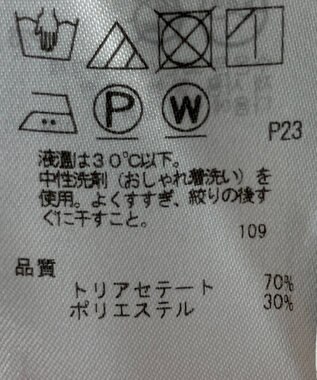 P W
P23
液温は30℃以下。
中性洗剤（おしゃれ着洗い）を
使用。よくすすぎ、絞りの後す
ぐに干すこと。
109
品質
トリアセテート 70%
ポリエステル 30%